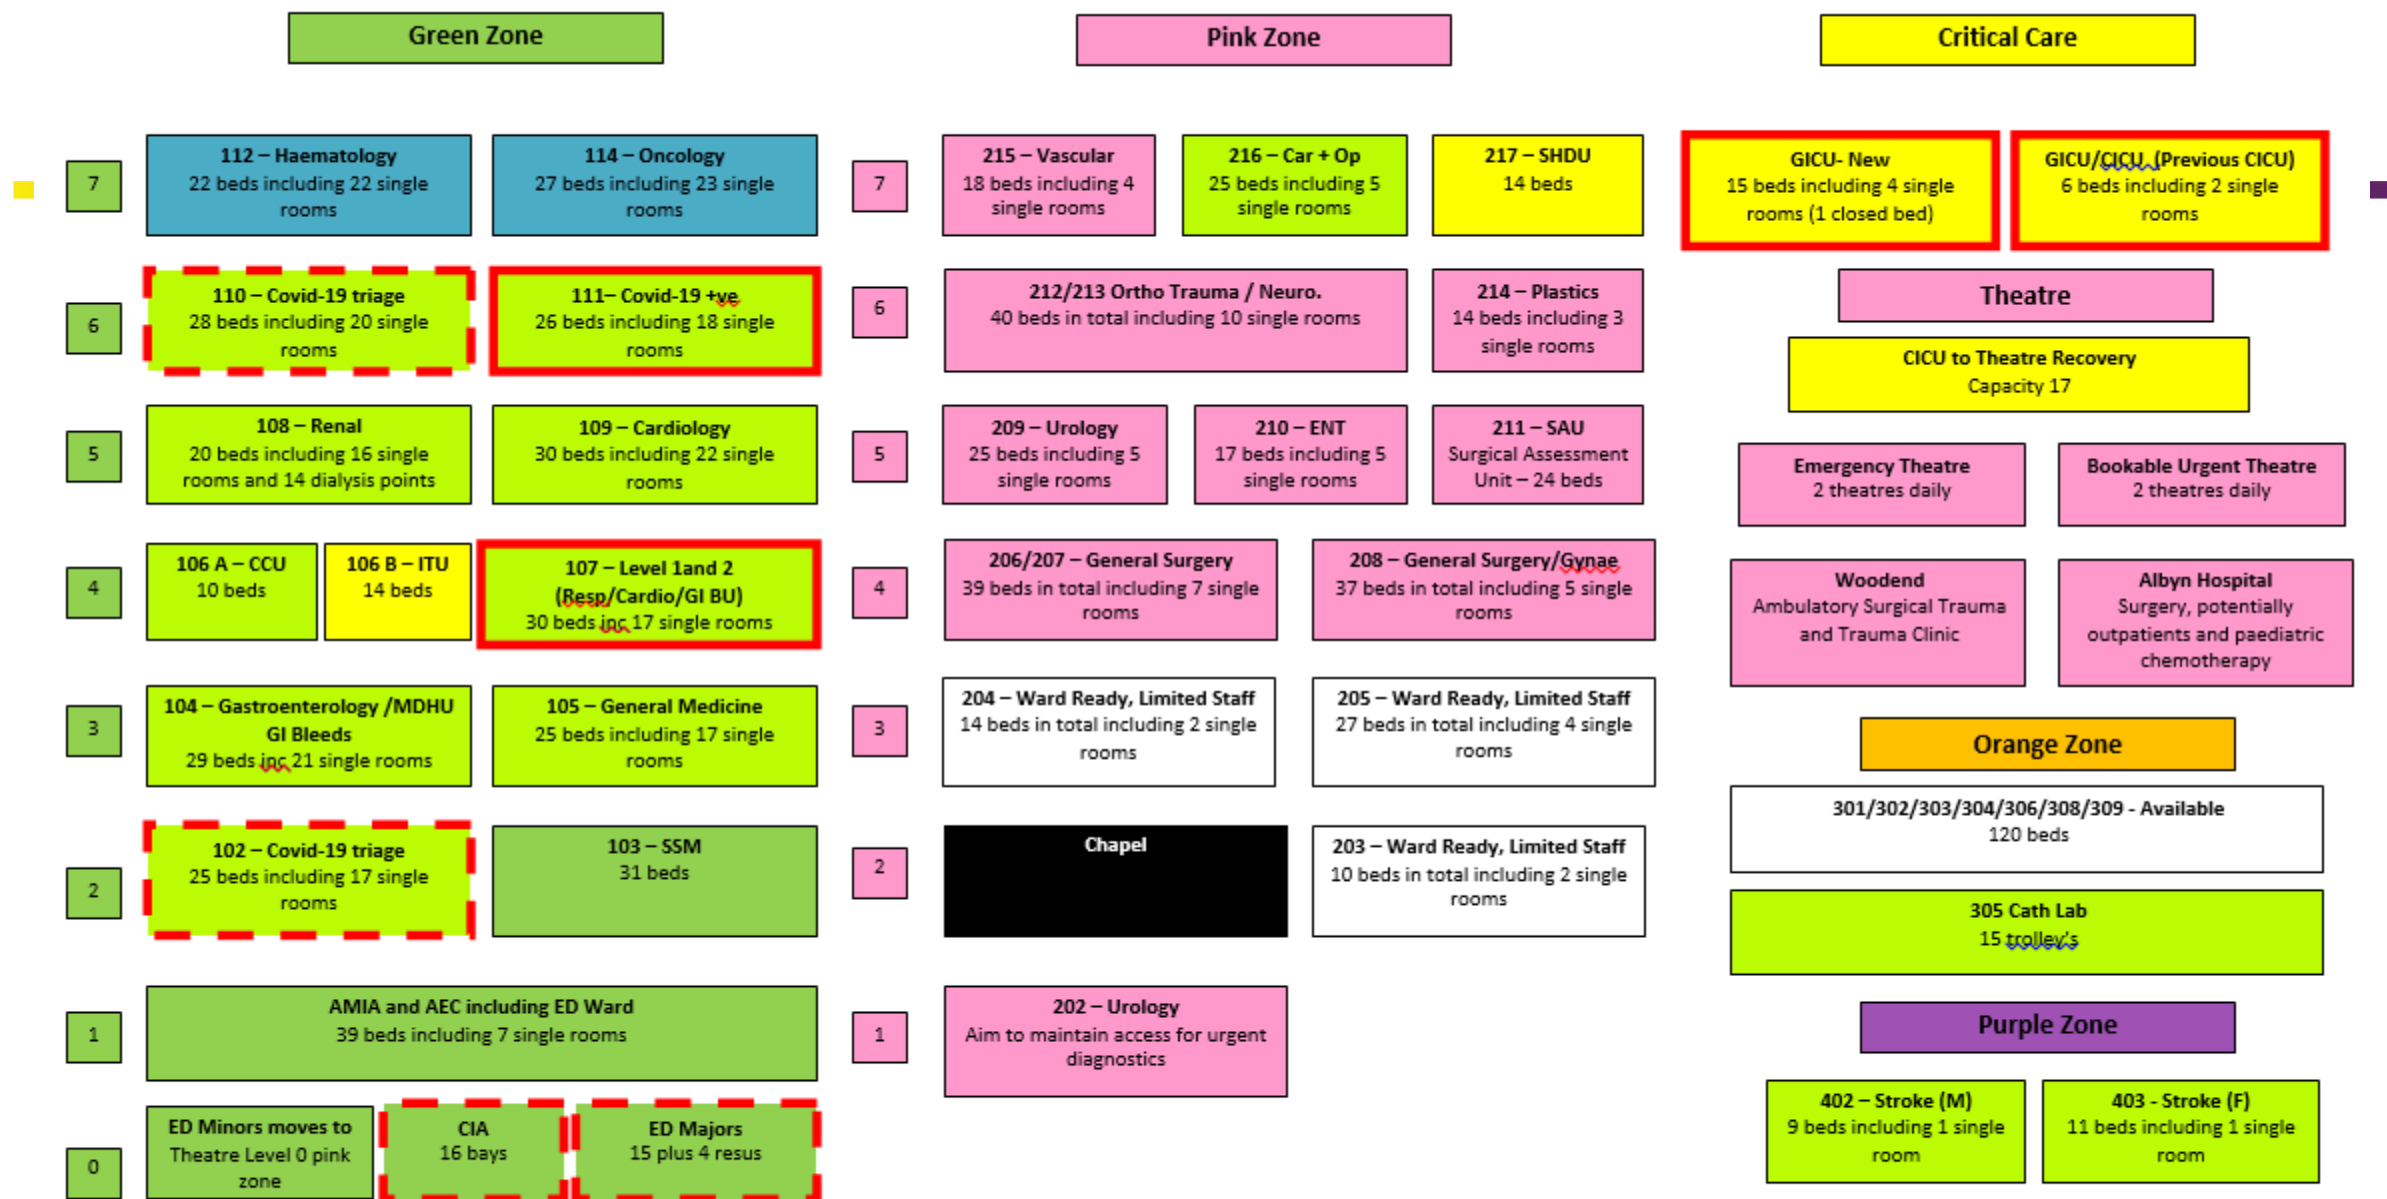 Green Zone
7
112 – Haematology
22 beds including 22 single
rooms
114 – Oncology
27 beds including 23 single
rooms
6
110 – Covid-19 triage
28 beds including 20 single
rooms
111– Covid-19 +ve
26 beds including 18 single
rooms
5
108 – Renal
20 beds including 16 single
rooms and 14 dialysis points
109 – Cardiology
30 beds including 22 single
rooms
4
106 A – CCU
10 beds
106 B – ITU
14 beds
107 – Level 1and 2
(Resp/Cardio/GI BU)
30 beds inc 17 single rooms
3
104 – Gastroenterology /MDHU
GI Bleeds
29 beds inc 21 single rooms
105 – General Medicine
25 beds including 17 single
rooms
2
102 – Covid-19 triage
25 beds including 17 single
rooms
103 – SSM
31 beds
1
AMIA and AEC including ED Ward
39 beds including 7 single rooms
0
ED Minors moves to
Theatre Level 0 pink
zone
CIA
16 bays
ED Majors
15 plus 4 resus
Pink Zone
7
215 – Vascular
18 beds including 4
single rooms
216 – Car + Op
25 beds including 5
single rooms
217 – SHDU
14 beds
6
212/213 Ortho Trauma / Neuro.
40 beds in total including 10 single rooms
214 – Plastics
14 beds including 3
single rooms
5
209 – Urology
25 beds including 5
single rooms
210 – ENT
17 beds including 5
single rooms
211 – SAU
Surgical Assessment
Unit – 24 beds
4
206/207 – General Surgery
39 beds in total including 7 single
rooms
208 – General Surgery/Gynae
37 beds in total including 5 single
rooms
3
204 – Ward Ready, Limited Staff
14 beds in total including 2 single
rooms
205 – Ward Ready, Limited Staff
27 beds in total including 4 single
rooms
2
Chapel
203 – Ward Ready, Limited Staff
10 beds in total including 2 single
rooms
1
202 – Urology
Aim to maintain access for urgent
diagnostics
Critical Care
GICU- New
15 beds including 4 single
rooms (1 closed bed)
GICU/CICU (Previous CICU)
6 beds including 2 single
rooms
Theatre
CICU to Theatre Recovery
Capacity 17
Emergency Theatre
2 theatres daily
Bookable Urgent Theatre
2 theatres daily
Woodend
Ambulatory Surgical Trauma
and Trauma Clinic
Albyn Hospital
Surgery, potentially
outpatients and paediatric
chemotherapy
Orange Zone
301/302/303/304/306/308/309 - Available
120 beds
305 Cath Lab
15 trolley's
Purple Zone
402 – Stroke (M)
9 beds including 1 single
room
403 - Stroke (F)
11 beds including 1 single
room